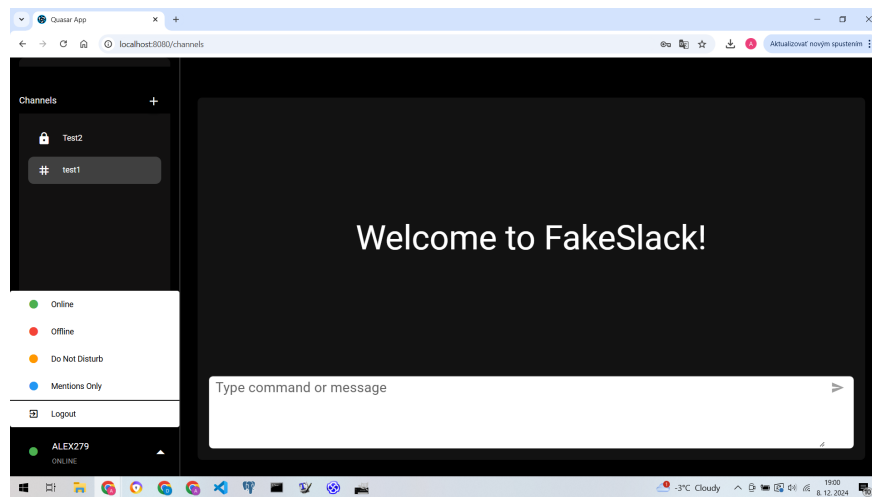 Quasar App
localhost:8080/channels
A
Aktualizovať novým spustením
Channels
+
Test2
# test1
Welcome to FakeSlack!
Online
Offline
Do Not Disturb
Mentions Only
Logout
Type command or message
ALEX279
ONLINE
-3°C Cloudy
19:00
8. 12. 2024